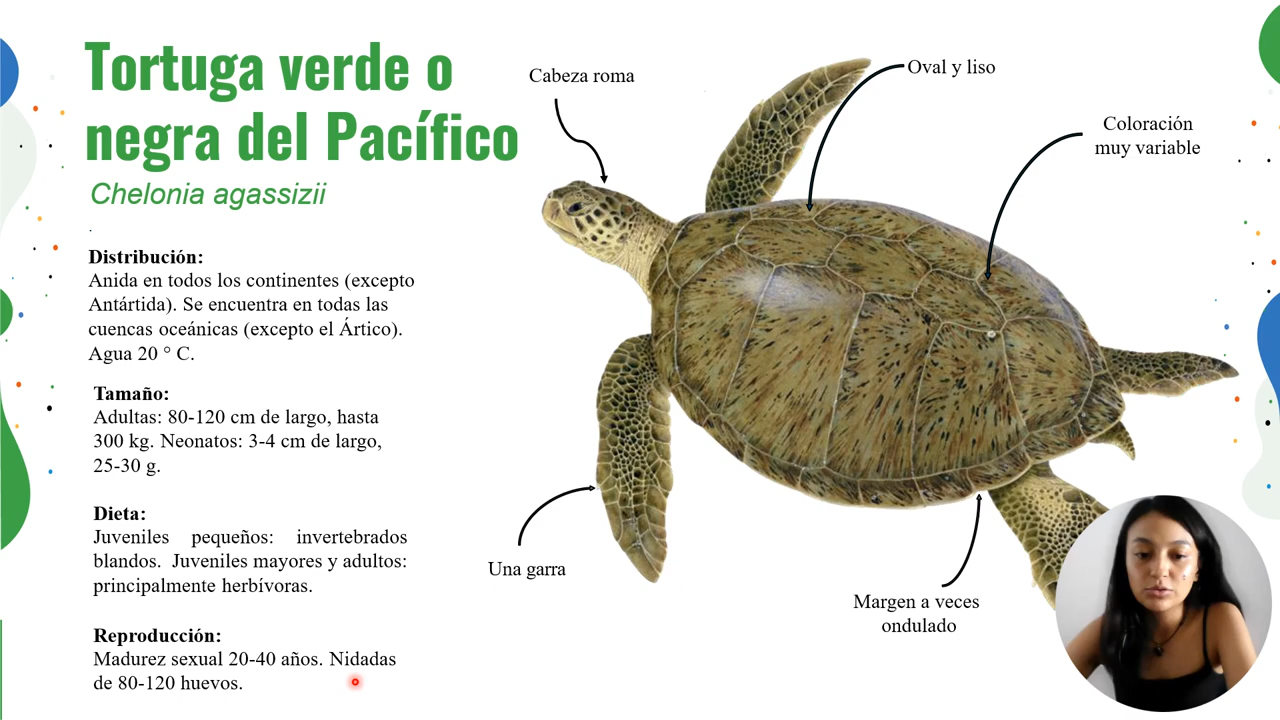 Tortuga verde o
negra del Pacífico
Chelonia agassizii
.
Distribución:
Anida en todos los continentes (excepto
Antártida). Se encuentra en todas las
cuencas oceánicas (excepto el Ártico).
Agua 20 ° C.
Tamaño:
Adultas: 80-120 cm de largo, hasta
300 kg. Neonatos: 3-4 cm de largo,
25-30 g.
Dieta:
Juveniles pequeños: invertebrados
blandos. Juveniles mayores y adultos:
principalmente herbívoras.
Reproducción:
Madurez sexual 20-40 años. Nidadas
de 80-120 huevos.
Cabeza roma
Oval y liso
Coloración
muy variable
Una garra
Margen a veces
ondulado